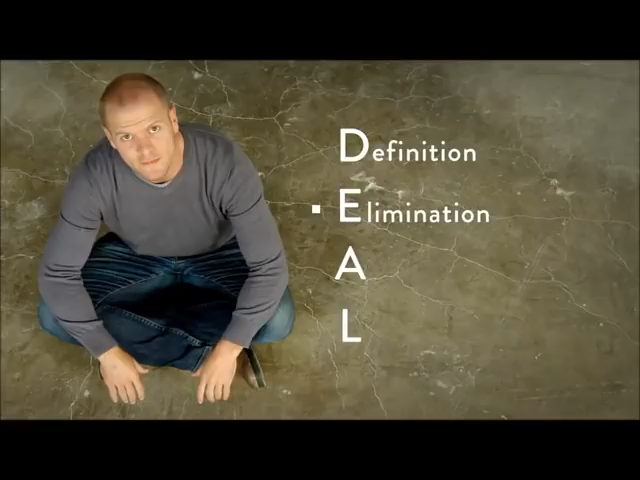 Definition
▪ Elimination
A
L